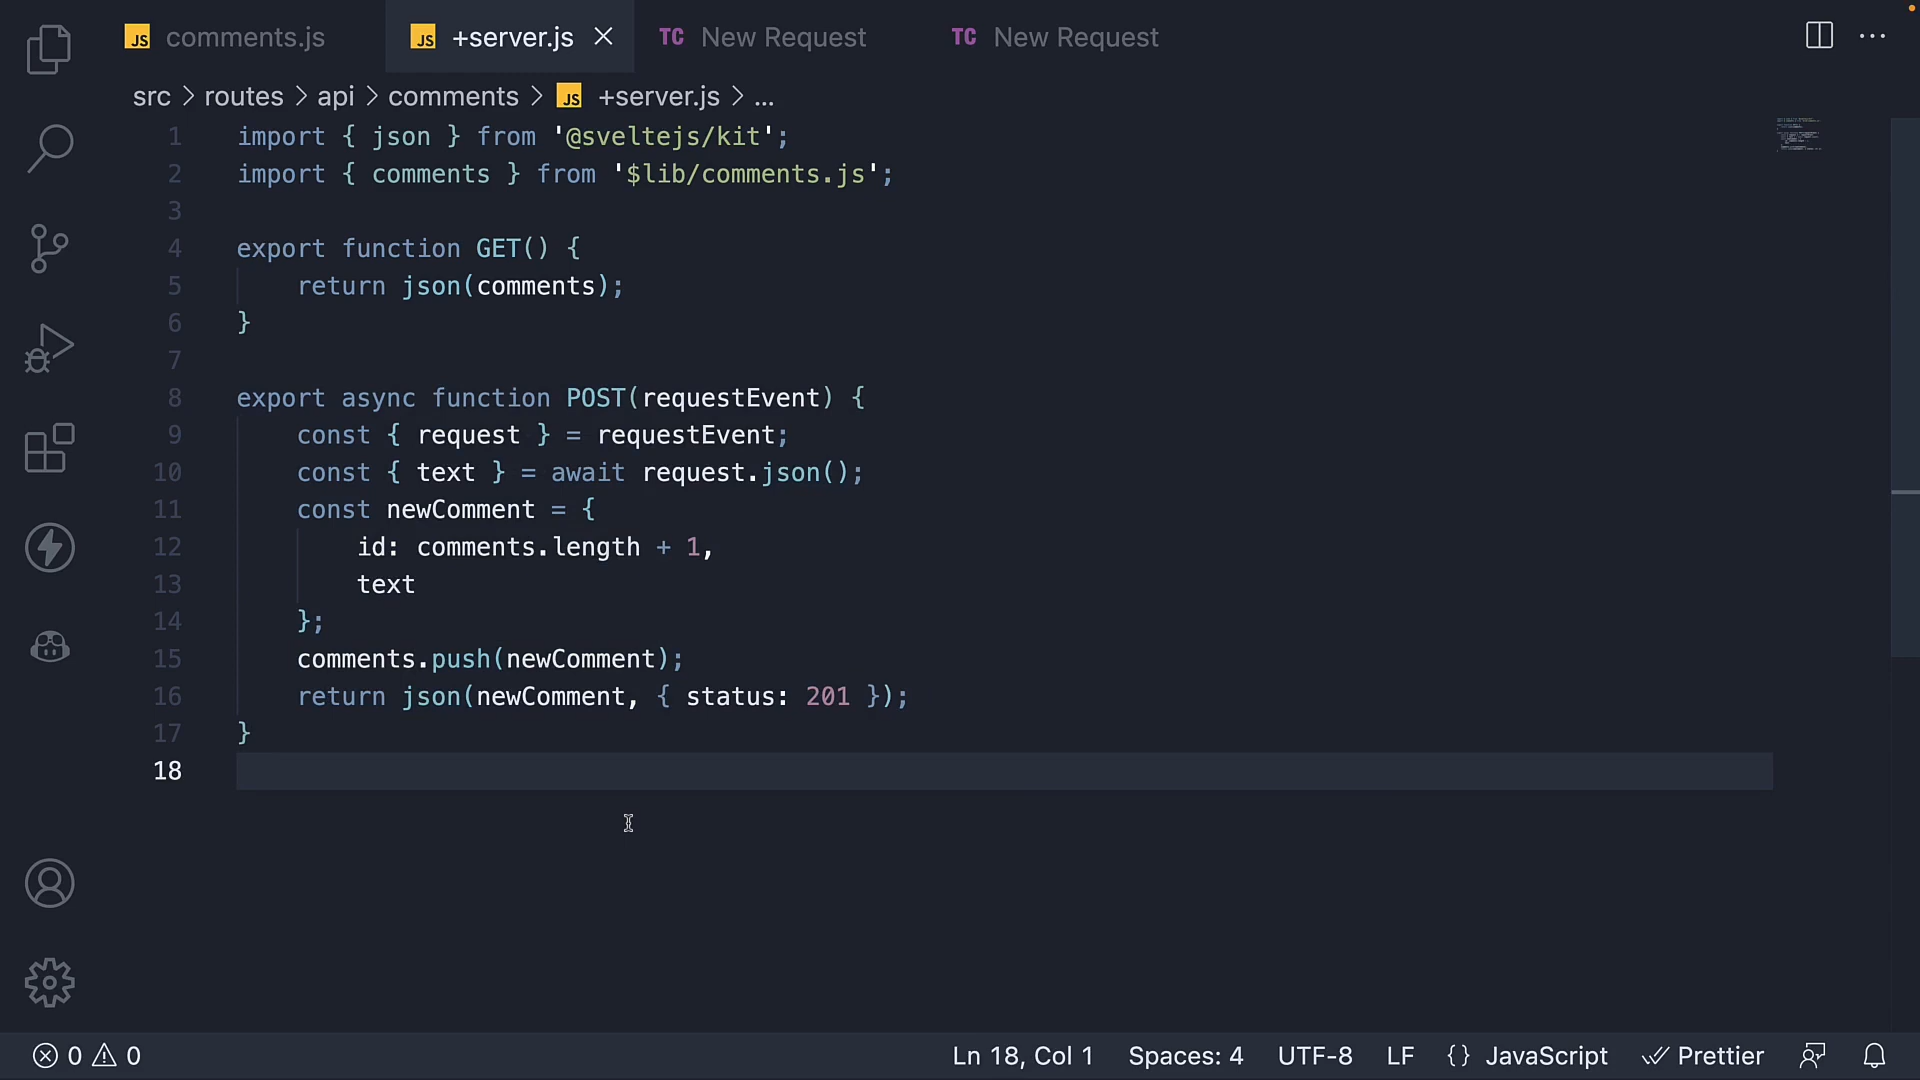 JS comments.js JS +server.js TC New Request TC New Request
src > routes > api > comments > JS +server.js > ...
1 import { json } from '@sveltejs/kit';
2 import { comments } from '$lib/comments.js';
3
4 export function GET() {
5 return json(comments);
6 }
7
8 export async function POST(requestEvent) {
9 const { request } = requestEvent;
10 const { text } = await request.json();
11 const newComment = {
12 id: comments.length + 1,
13 text
14 };
15 comments.push(newComment);
16 return json(newComment, { status: 201 });
17 }
18
0 0 Ln 18, Col 1 Spaces: 4 UTF-8 LF {} JavaScript Prettier